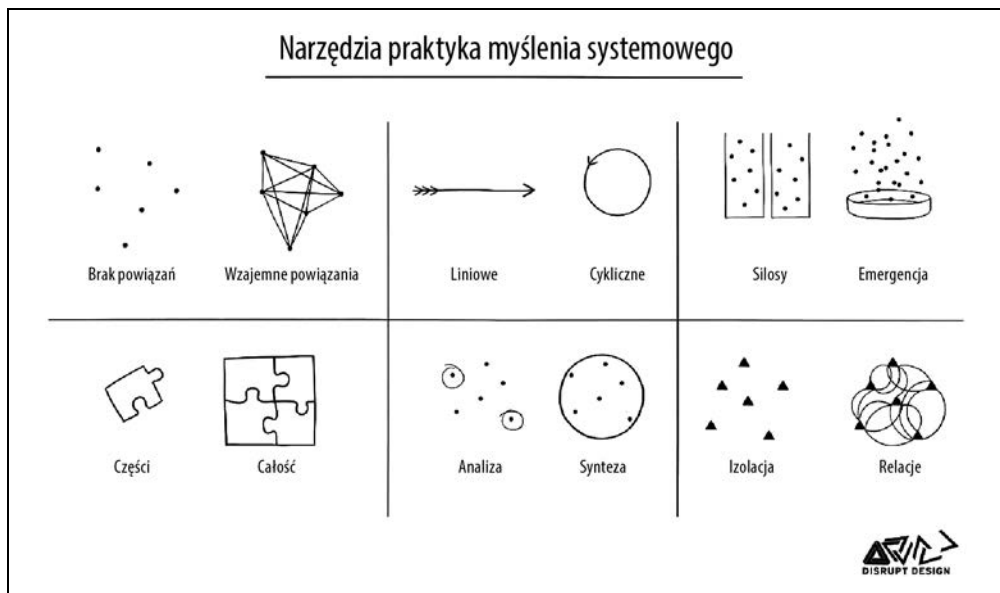 Narzędzia praktyka myślenia systemowego
Brak powiązań
Wzajemne powiązania
Liniowe
Cykliczne
Silosy
Emergencja
Części
Całość
Analiza
Synteza
Izolacja
Relacje
DISRUPT DESIGN